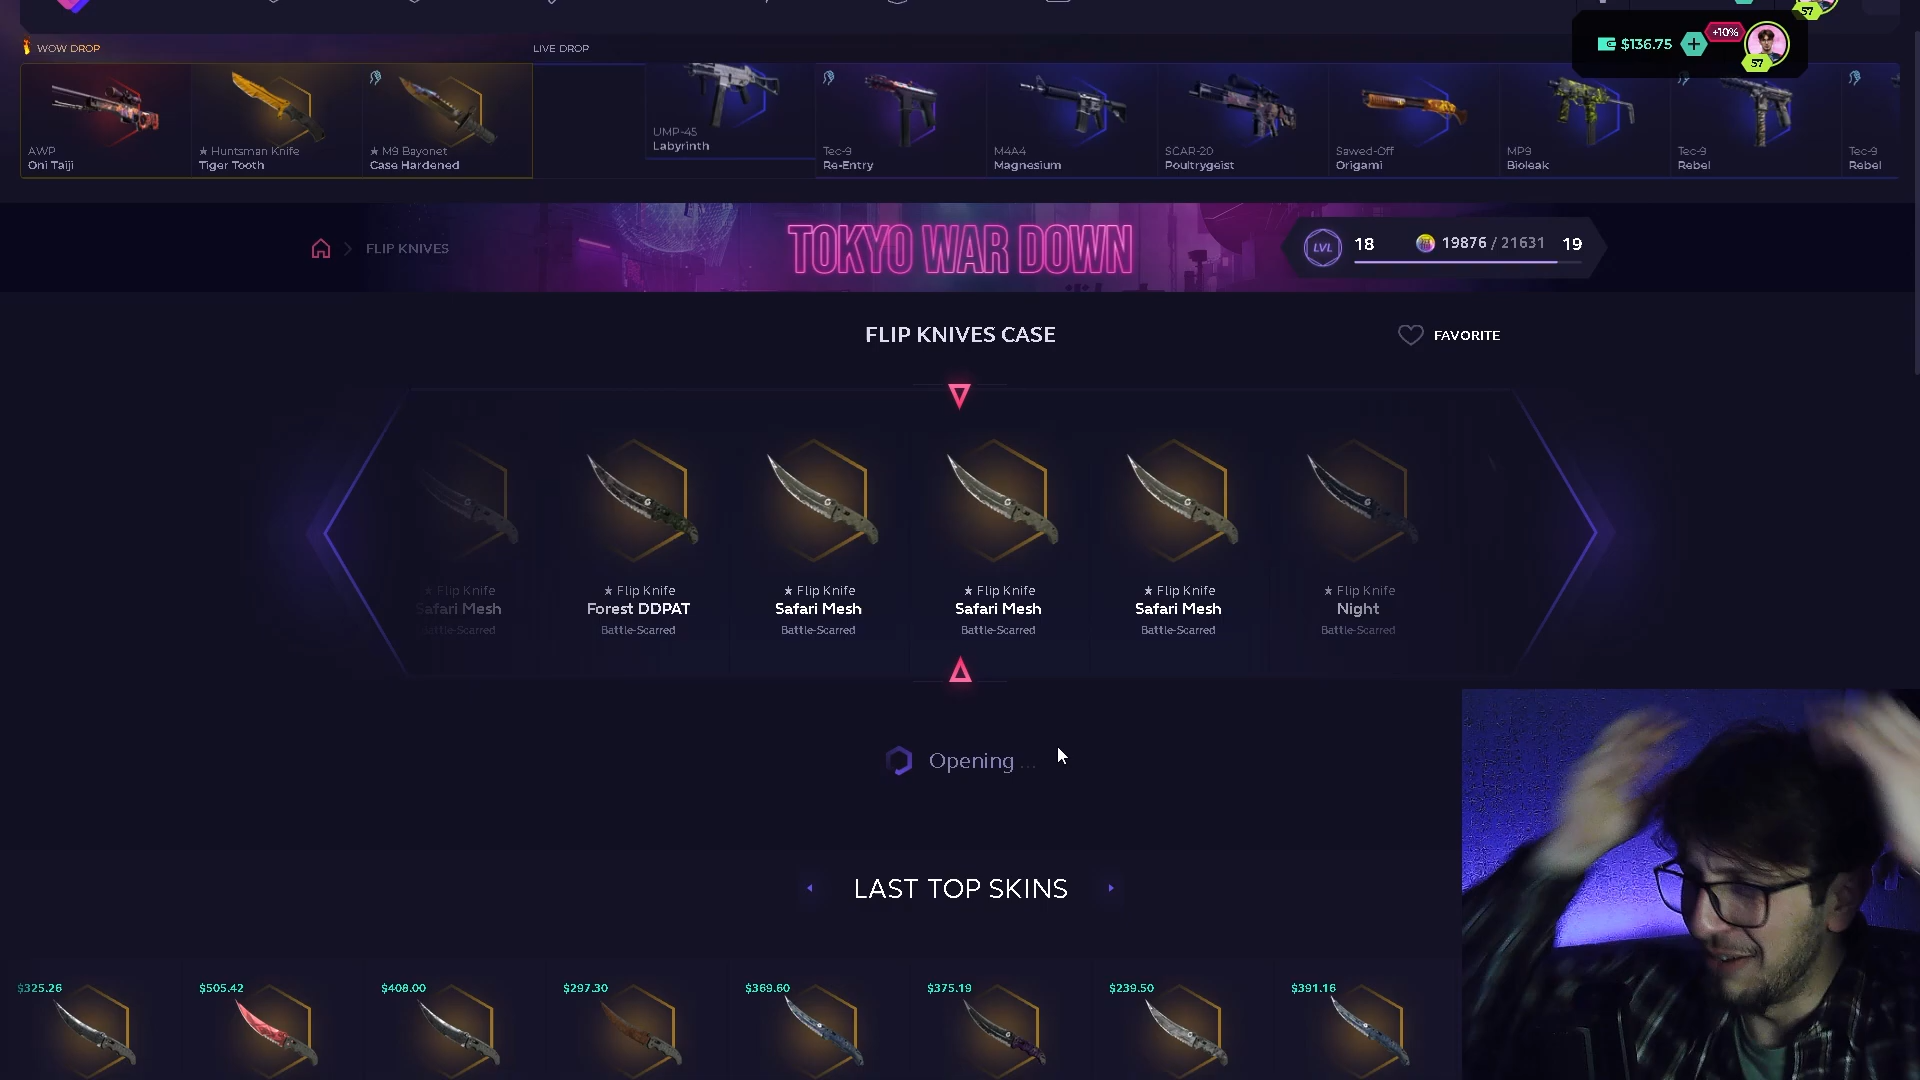 57
$136.75
+10%
57
WOW DROP
LIVE DROP
AWP
Oni Taiji
★ Huntsman Knife
Tiger Tooth
★ M9 Bayonet
Case Hardened
UMP-45
Labyrinth
Tec-9
Re-Entry
M4A4
Magnesium
SCAR-20
Poultrygeist
Sawed-Off
Origami
MP9
Bioleak
Tec-9
Rebel
Tec-9
Rebel
FLIP KNIVES
TOKYO WAR DOWN
LVL
18
19876 / 21631
19
FLIP KNIVES CASE
FAVORITE
★ Flip Knife
Safari Mesh
Battle-Scarred
★ Flip Knife
Forest DDPAT
Battle-Scarred
★ Flip Knife
Safari Mesh
Battle-Scarred
★ Flip Knife
Safari Mesh
Battle-Scarred
★ Flip Knife
Safari Mesh
Battle-Scarred
★ Flip Knife
Night
Battle-Scarred
Opening ...
LAST TOP SKINS
$325.26
$505.42
$408.00
$297.30
$369.60
$375.19
$239.50
$391.16